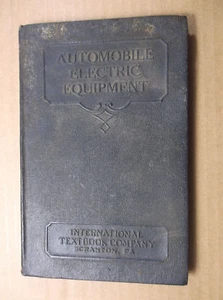 AUTOMOBILE
ELECTRIC
EQUIPMENT
INTERNATIONAL
TEXTBOOK COMPANY
SCRANTON, PA